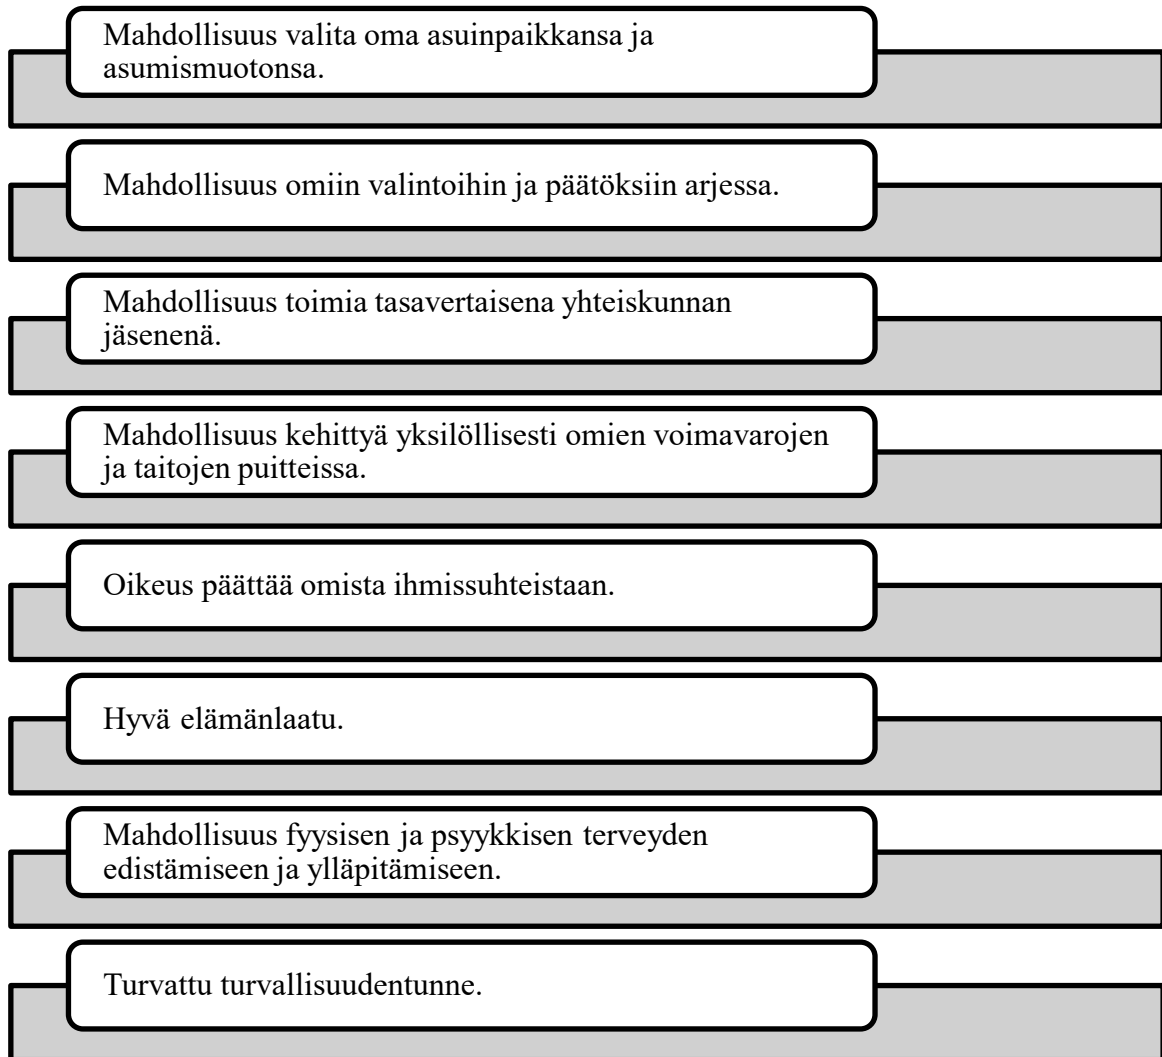 Mahdollisuus valita oma asuinpaikkansa ja
asumismuotonsa.
Mahdollisuus omiin valintoihin ja päätöksiin arjessa.
Mahdollisuus toimia tasavertaisena yhteiskunnan
jäsenenä.
Mahdollisuus kehittyä yksilöllisesti omien voimavarojen
ja taitojen puitteissa.
Oikeus päättää omista ihmissuhteistaan.
Hyvä elämänlaatu.
Mahdollisuus fyysisen ja psyykkisen terveyden
edistämiseen ja ylläpitämiseen.
Turvattu turvallisuudentunne.